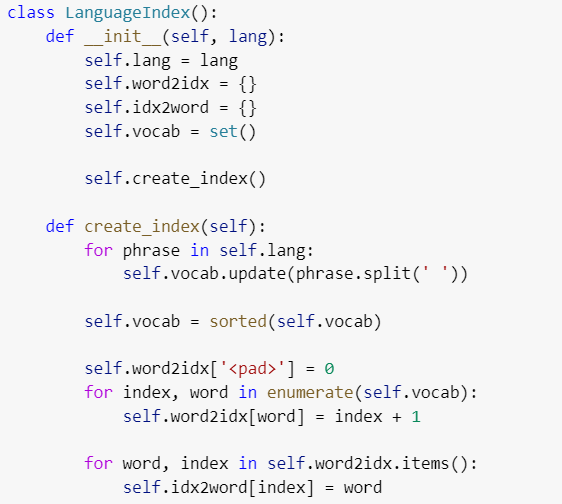 class LanguageIndex():
    def __init__(self, lang):
        self.lang = lang
        self.word2idx = {}
        self.idx2word = {}
        self.vocab = set()

        self.create_index()

    def create_index(self):
        for phrase in self.lang:
            self.vocab.update(phrase.split(' '))

        self.vocab = sorted(self.vocab)

        self.word2idx['<pad>'] = 0
        for index, word in enumerate(self.vocab):
            self.word2idx[word] = index + 1

        for word, index in self.word2idx.items():
            self.idx2word[index] = word